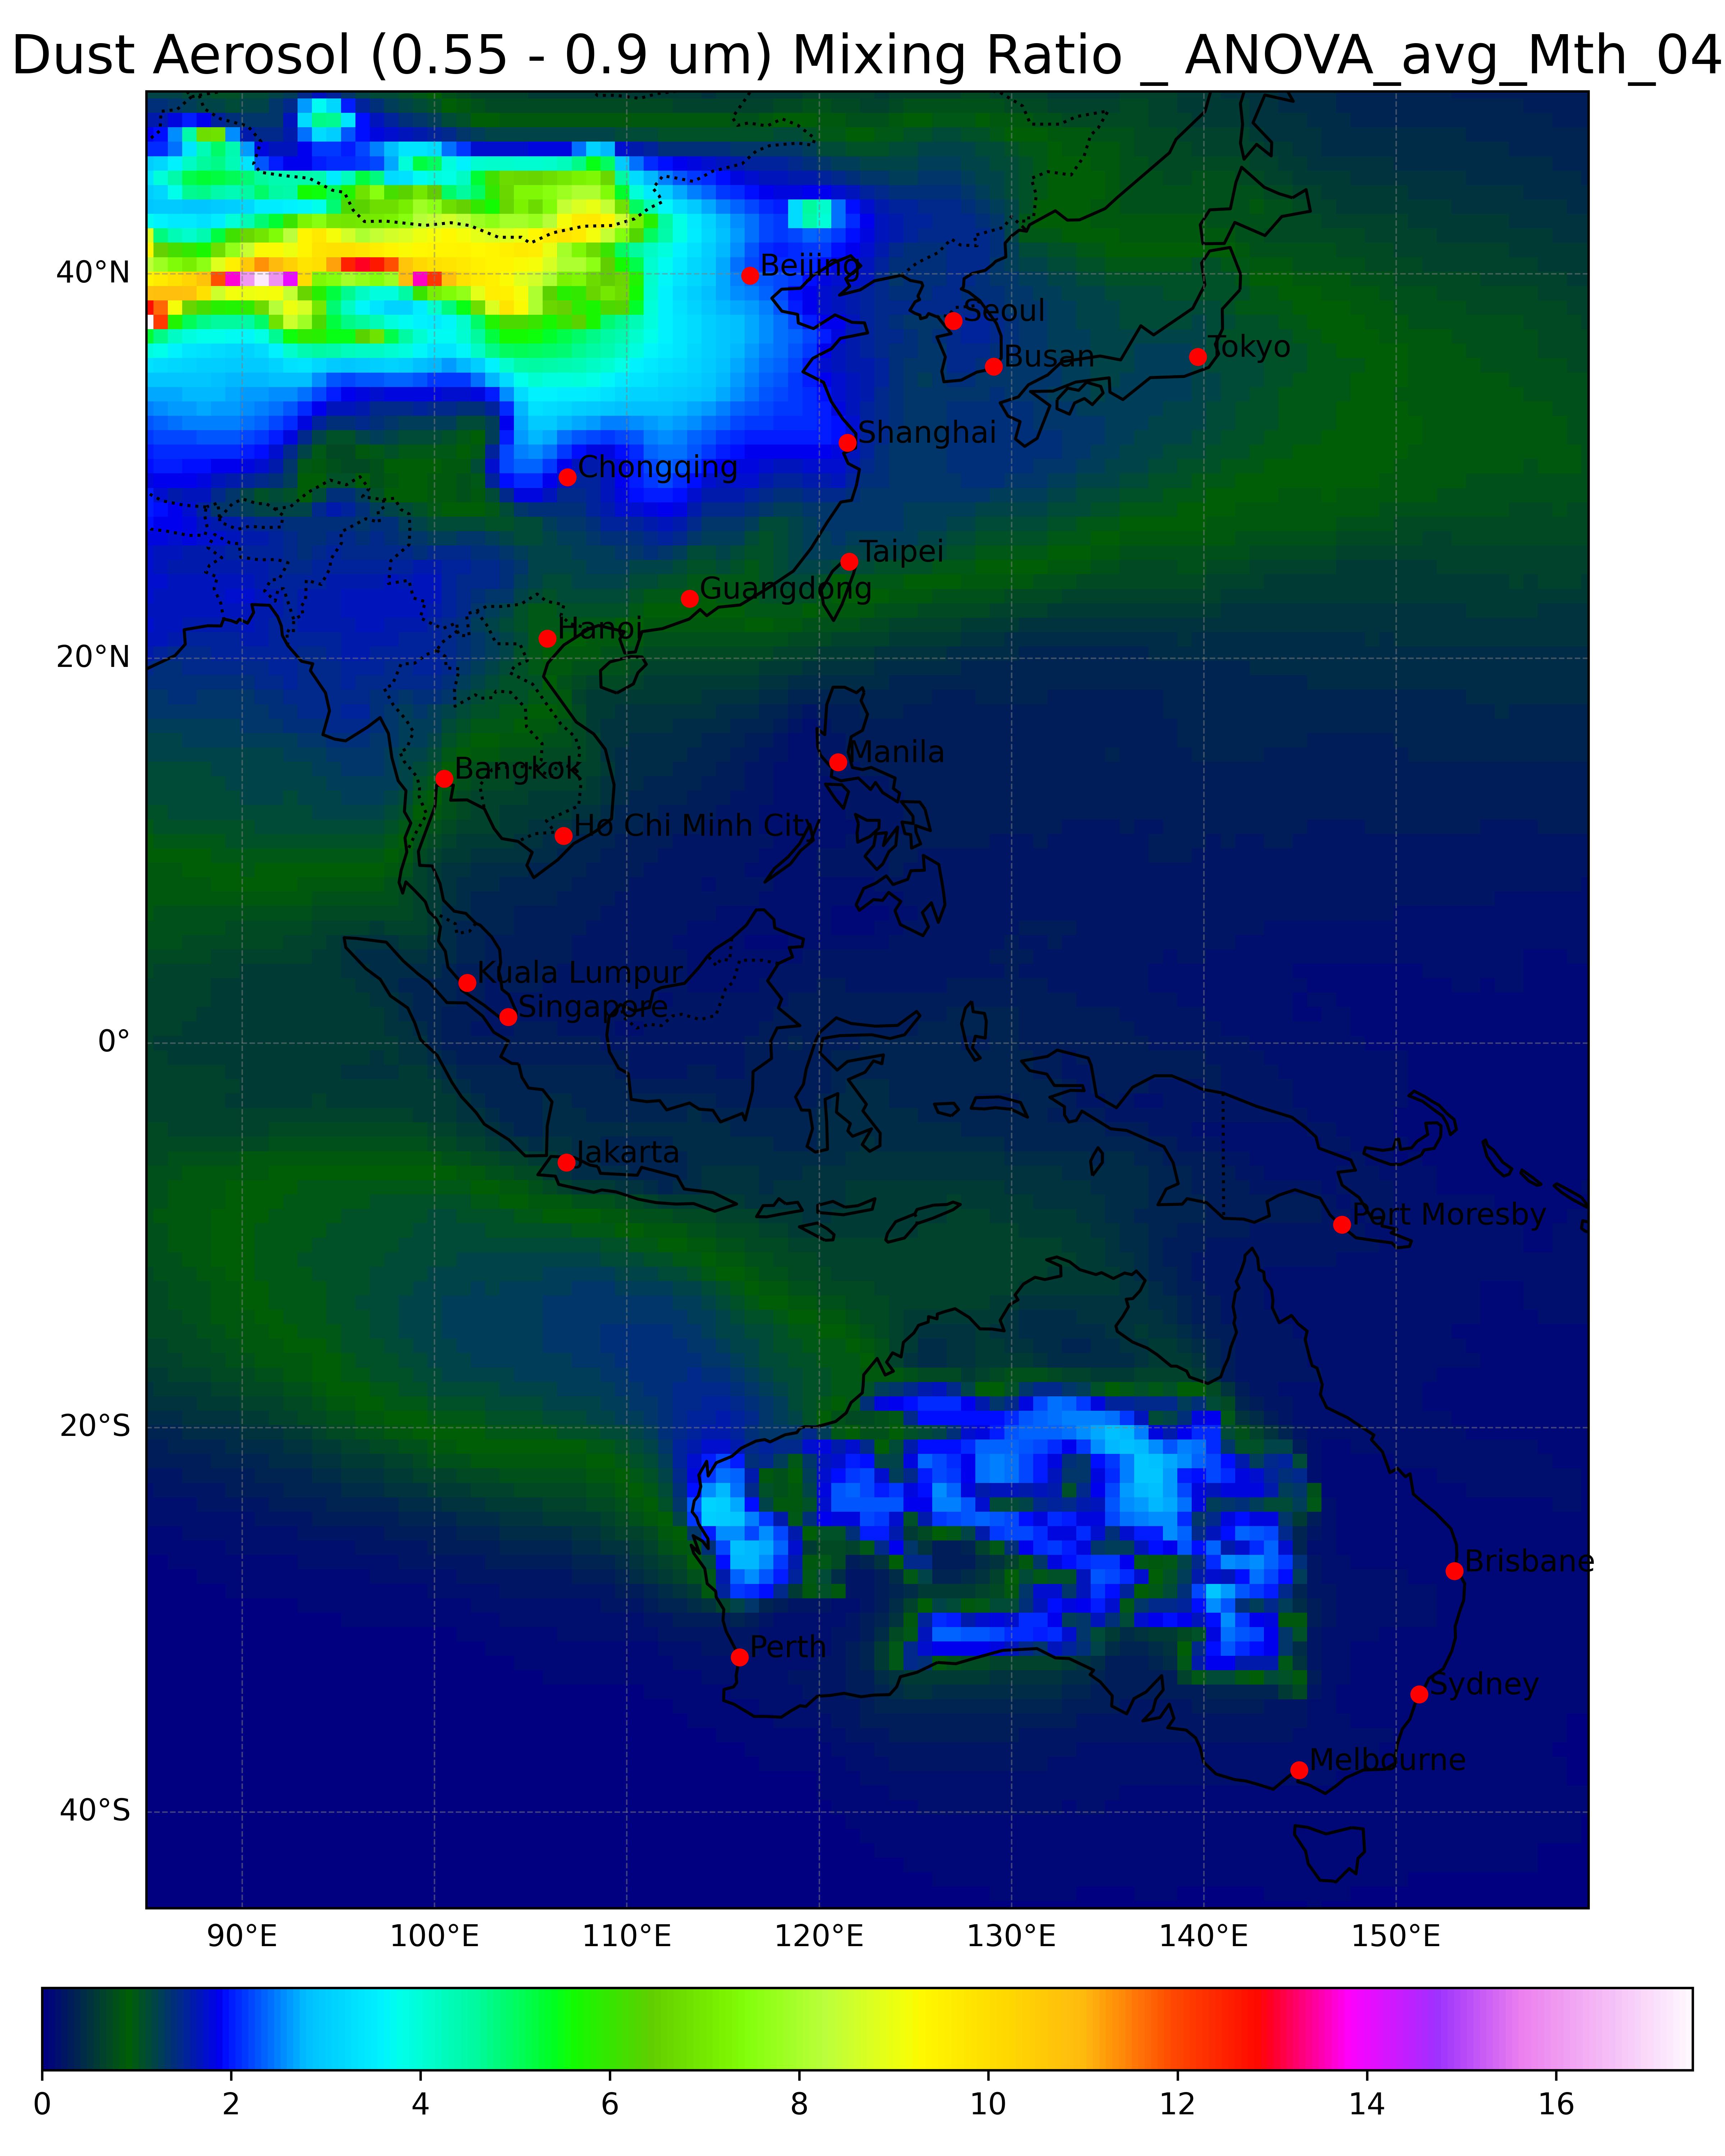 Dust Aerosol (0.55 - 0.9 um) Mixing Ratio _ ANOVA_avg_Mth_04
40°N
Beijing
Seoul
Tokyo
Busan
Shanghai
Chongqing
Taipei
Guangdong
Hanoi
20°N
Manila
Bangkok
Ho Chi Minh City
Kuala Lumpur
Singapore
0°
Jakarta
Port Moresby
20°S
Brisbane
Perth
Sydney
Melbourne
40°S
90°E 100°E 110°E 120°E 130°E 140°E 150°E
0 2 4 6 8 10 12 14 16